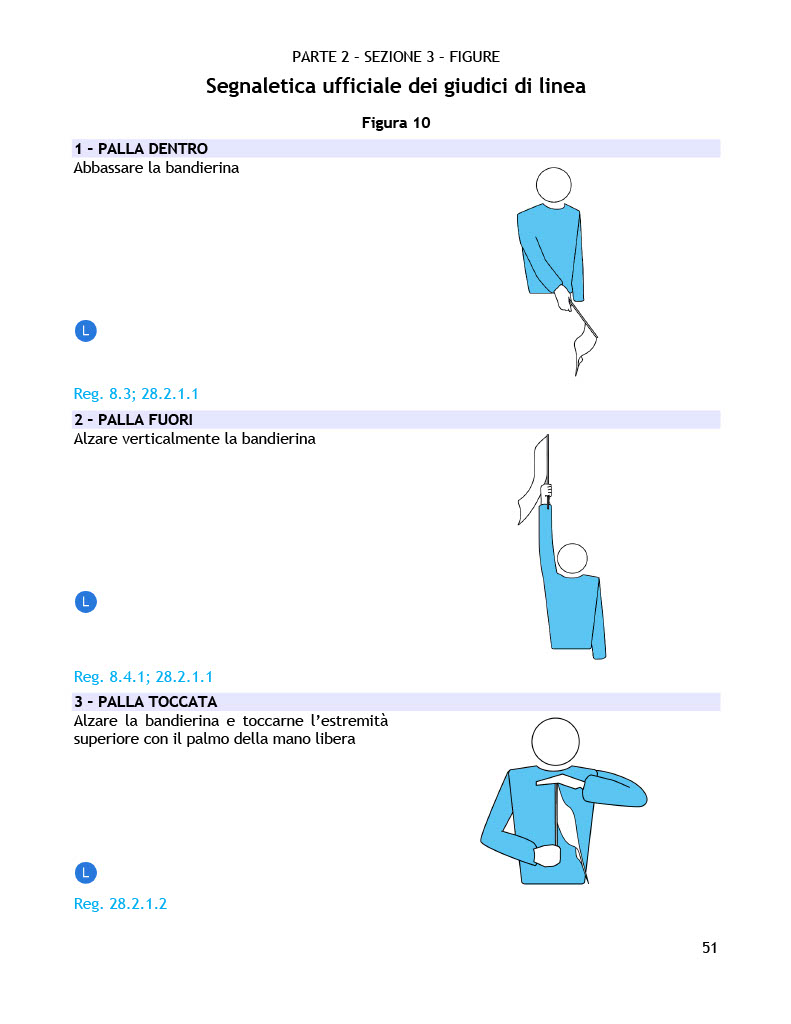 PARTE 2 – SEZIONE 3 – FIGURE
Segnaletica ufficiale dei giudici di linea
Figura 10
1 – PALLA DENTRO
Abbassare la bandierina
L
Reg. 8.3; 28.2.1.1
2 – PALLA FUORI
Alzare verticalmente la bandierina
L
Reg. 8.4.1; 28.2.1.1
3 – PALLA TOCCATA
Alzare la bandierina e toccarne l’estremità
superiore con il palmo della mano libera
L
Reg. 28.2.1.2
51